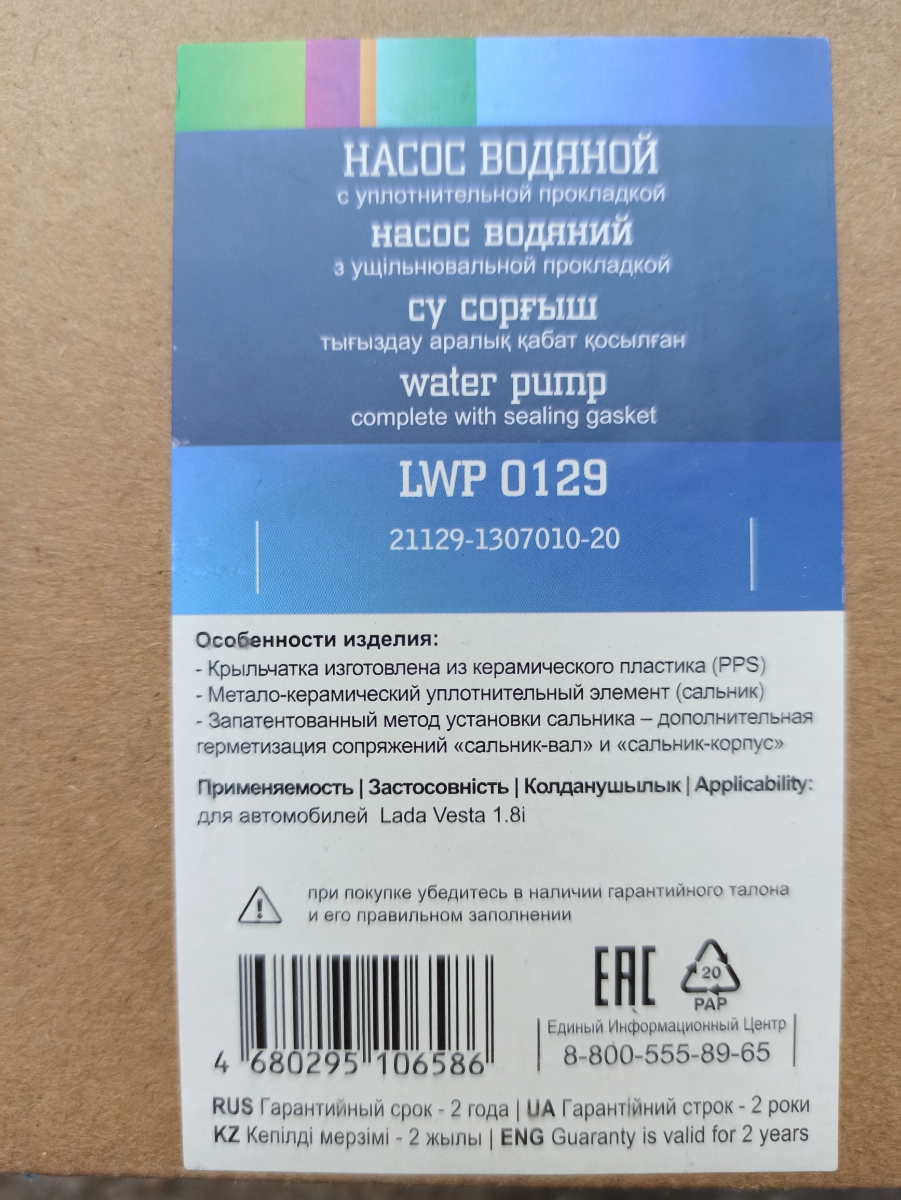 НАСОС ВОДЯНОЙ
с уплотнительной прокладкой
насос водяний
з ущільнювальной прокладкой
су сорғыш
тығыздау аралық қабат қосылған
water pump
complete with sealing gasket
LWP 0129
21129-1307010-20
Особенности изделия:
- Крыльчатка изготовлена из керамического пластика (PPS)
- Метало-керамический уплотнительный элемент (сальник)
- Запатентованный метод установки сальника – дополнительная
герметизация сопряжений «сальник-вал» и «сальник-корпус»
Применяемость | Застосовність | Колданушылык | Applicability:
для автомобилей Lada Vesta 1.8i
при покупке убедитесь в наличии гарантийного талона
и его правильном заполнении
EAC
20
PAP
Единый Информационный Центр
8-800-555-89-65
4 680295 106586
RUS Гарантийный срок - 2 года | UA Гарантійний строк - 2 роки
KZ Кепілді мерзімі - 2 жылы | ENG Guaranty is valid for 2 years